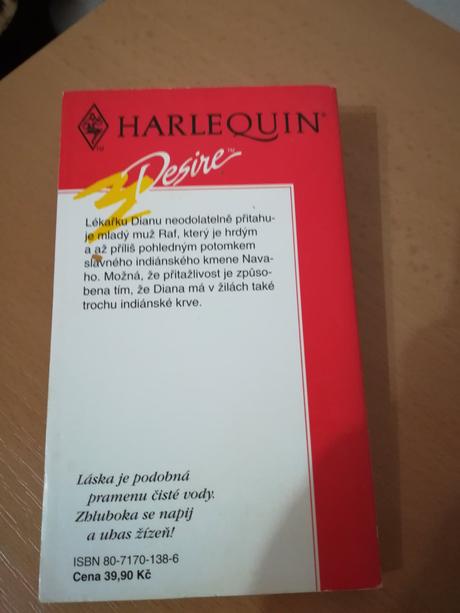 HARLEQUIN®
Desire™
Lékařku Dianu neodolatelně přitahu-
je mladý muž Raf, který je hrdým
a až příliš pohledným potomkem
slavného indiánského kmene Nava-
ho. Možná, že přitažlivost je způso-
bena tím, že Diana má v žilách také
trochu indiánské krve.
Láska je podobná
pramenu čisté vody.
Zhluboka se napij
a uhas žízeň!
ISBN 80-7170-138-6
Cena 39,90 Kč